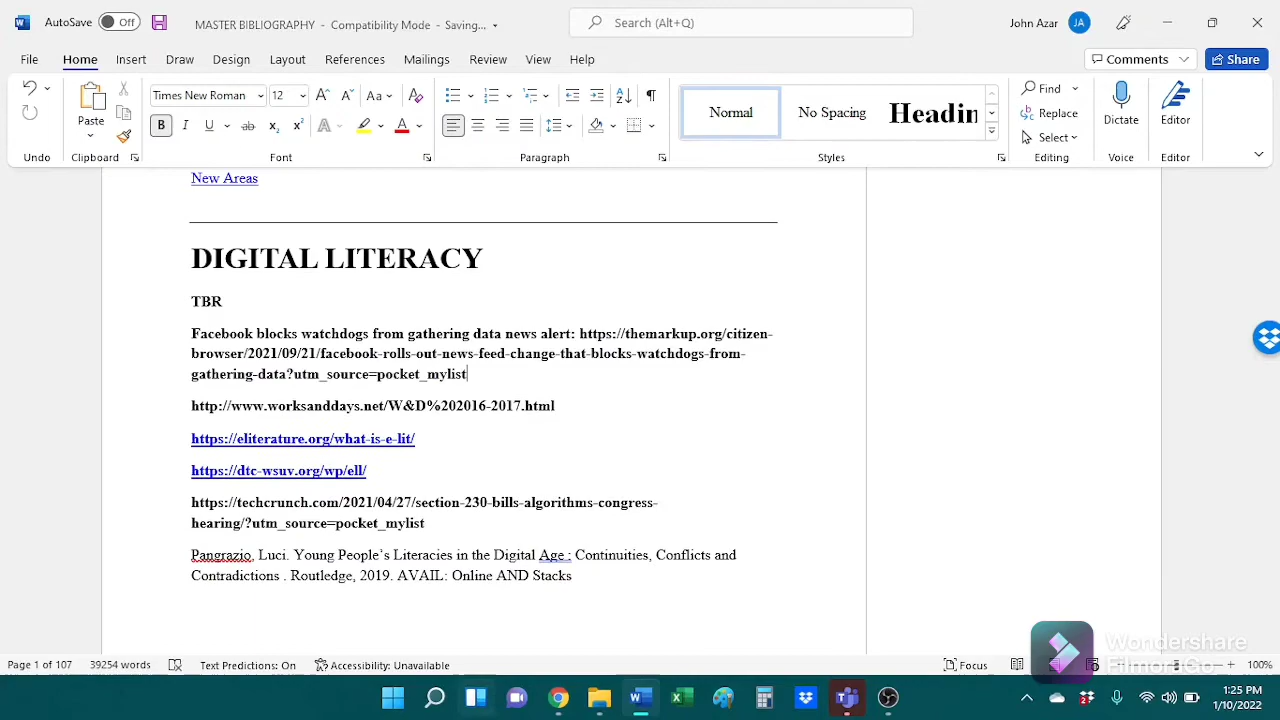 AutoSave Off MASTER BIBLIOGRAPHY - Compatibility Mode - Saving... Search (Alt+Q) John Azar JA
File Home Insert Draw Design Layout References Mailings Review View Help Comments Share
Times New Roman 12 Aa Normal No Spacing Headin Find
Paste Replace Dictate Editor
B I U ab x x A A Select
Undo Clipboard Font Paragraph Styles Editing Voice Editor
New Areas
DIGITAL LITERACY
TBR
Facebook blocks watchdogs from gathering data news alert: https://themarkup.org/citizen-
browser/2021/09/21/facebook-rolls-out-news-feed-change-that-blocks-watchdogs-from-
gathering-data?utm_source=pocket_mylist
http://www.worksanddays.net/W&D%202016-2017.html
https://eliterature.org/what-is-e-lit/
https://dtc-wsuv.org/wp/ell/
https://techcrunch.com/2021/04/27/section-230-bills-algorithms-congress-
hearing/?utm_source=pocket_mylist
Pangrazio, Luci. Young People’s Literacies in the Digital Age : Continuities, Conflicts and
Contradictions . Routledge, 2019. AVAIL: Online AND Stacks
Wondershare
FilmoraGo
Page 1 of 107 39254 words Text Predictions: On Accessibility: Unavailable Focus 100%
1:25 PM
1/10/2022